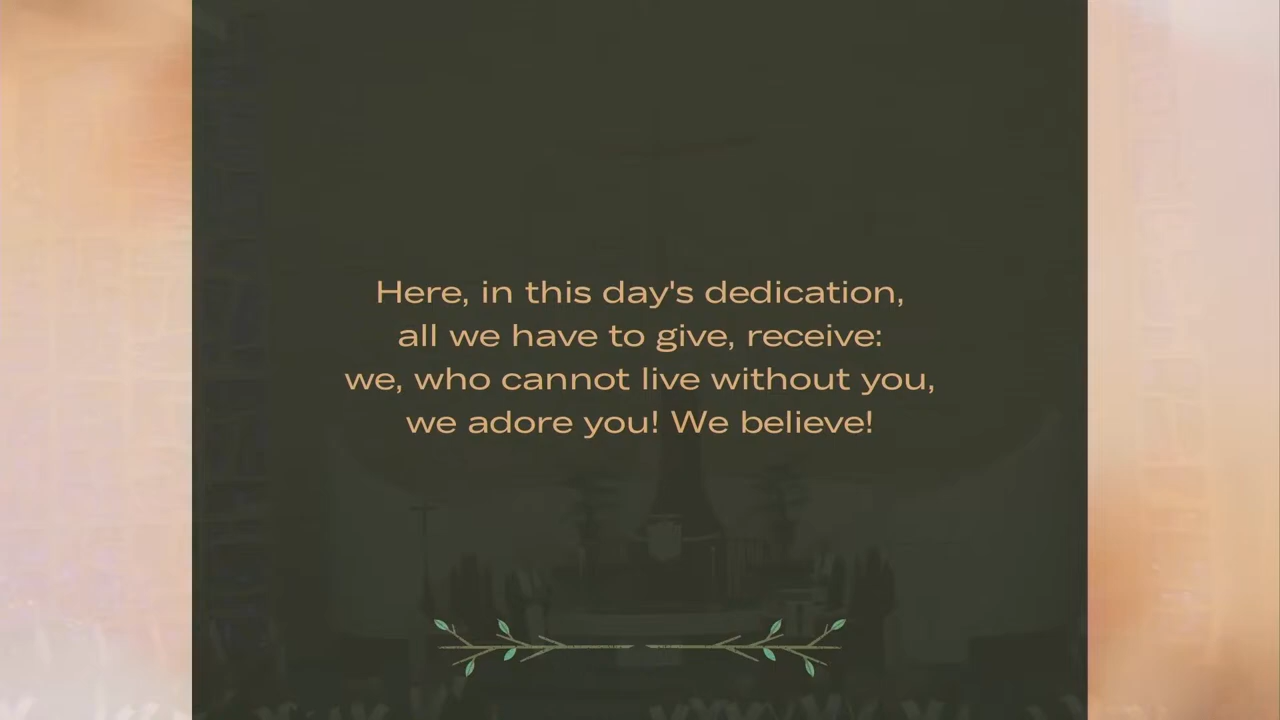 Here, in this day's dedication,
all we have to give, receive:
we, who cannot live without you,
we adore you! We believe!